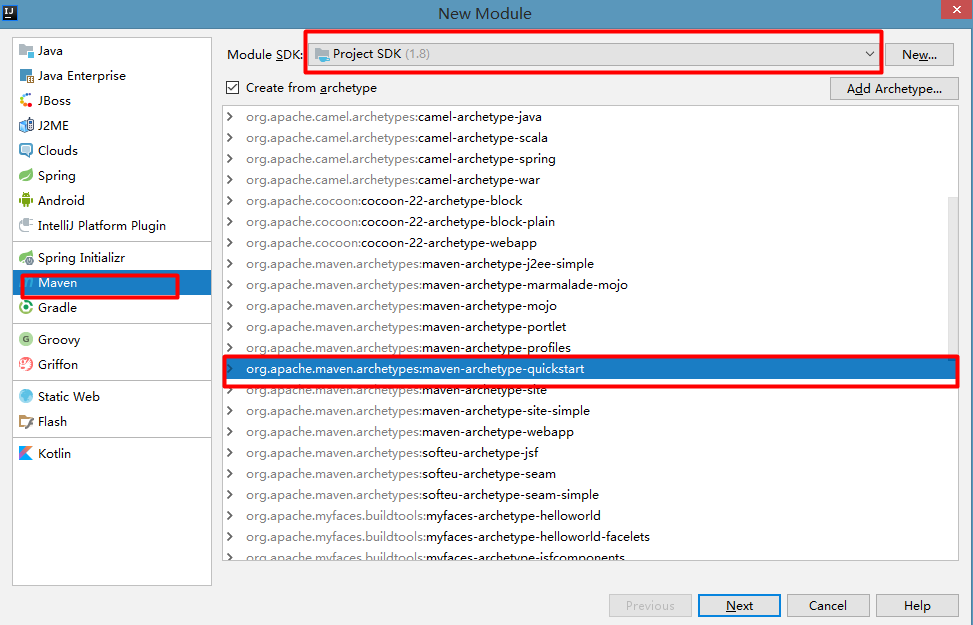 IJ
New Module
Java
Java Enterprise
JBoss
J2ME
Clouds
Spring
Android
IntelliJ Platform Plugin
Spring Initializr
Maven
Gradle
Groovy
Griffon
Static Web
Flash
Kotlin
Module SDK: Project SDK (1.8) New...
Create from archetype Add Archetype...
org.apache.camel.archetypes:camel-archetype-java
org.apache.camel.archetypes:camel-archetype-scala
org.apache.camel.archetypes:camel-archetype-spring
org.apache.camel.archetypes:camel-archetype-war
org.apache.cocoon:cocoon-22-archetype-block
org.apache.cocoon:cocoon-22-archetype-block-plain
org.apache.cocoon:cocoon-22-archetype-webapp
org.apache.maven.archetypes:maven-archetype-j2ee-simple
org.apache.maven.archetypes:maven-archetype-marmalade-mojo
org.apache.maven.archetypes:maven-archetype-mojo
org.apache.maven.archetypes:maven-archetype-portlet
org.apache.maven.archetypes:maven-archetype-profiles
org.apache.maven.archetypes:maven-archetype-quickstart
org.apache.maven.archetypes:maven-archetype-site
org.apache.maven.archetypes:maven-archetype-site-simple
org.apache.maven.archetypes:maven-archetype-webapp
org.apache.maven.archetypes:softeu-archetype-jsf
org.apache.maven.archetypes:softeu-archetype-seam
org.apache.maven.archetypes:softeu-archetype-seam-simple
org.apache.myfaces.buildtools:myfaces-archetype-helloworld
org.apache.myfaces.buildtools:myfaces-archetype-helloworld-facelets
org.apache.myfaces.buildtools:myfaces-archetype-jsfcomponents
Previous Next Cancel Help